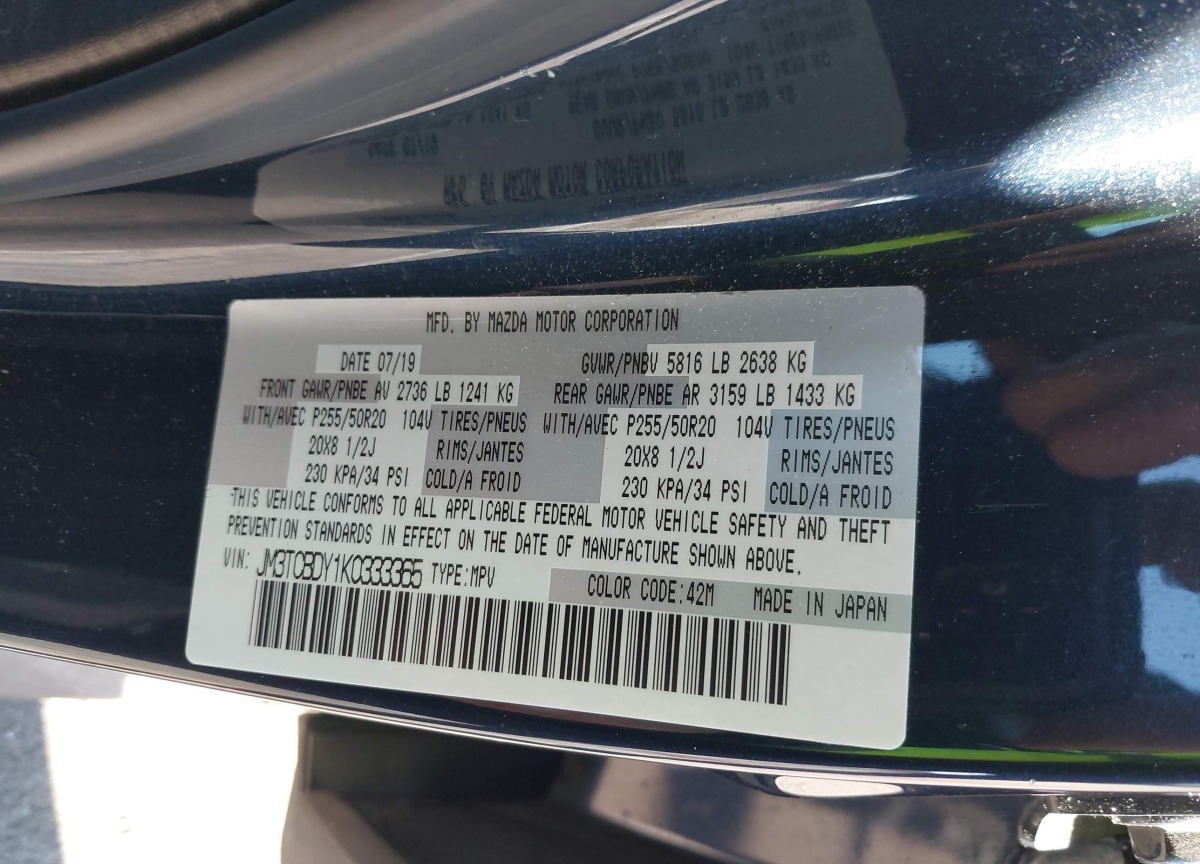 MFD. BY MAZDA MOTOR CORPORATION
DATE 07/19 GVWR/PNBV 5816 LB 2638 KG
FRONT GAWR/PNBE AV 2736 LB 1241 KG REAR GAWR/PNBE AR 3159 LB 1433 KG
WITH/AVEC P255/50R20 104V TIRES/PNEUS WITH/AVEC P255/50R20 104V TIRES/PNEUS
20X8 1/2J RIMS/JANTES 20X8 1/2J RIMS/JANTES
230 KPA/34 PSI COLD/A FROID 230 KPA/34 PSI COLD/A FROID
THIS VEHICLE CONFORMS TO ALL APPLICABLE FEDERAL MOTOR VEHICLE SAFETY AND THEFT
PREVENTION STANDARDS IN EFFECT ON THE DATE OF MANUFACTURE SHOWN ABOVE.
VIN: JM3TCBDY1K0333365 TYPE:MPV
COLOR CODE:42M MADE IN JAPAN